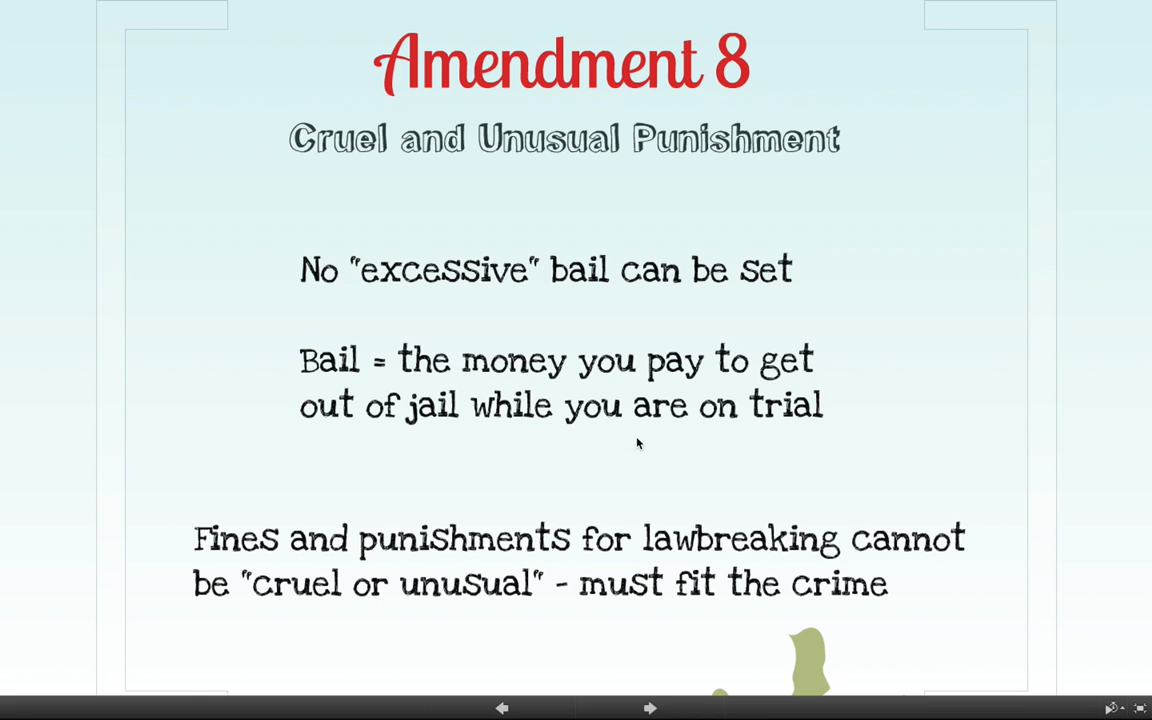 Amendment 8
Cruel and Unusual Punishment
No "excessive" bail can be set
Bail = the money you pay to get
out of jail while you are on trial
Fines and punishments for lawbreaking cannot
be "cruel or unusual" - must fit the crime